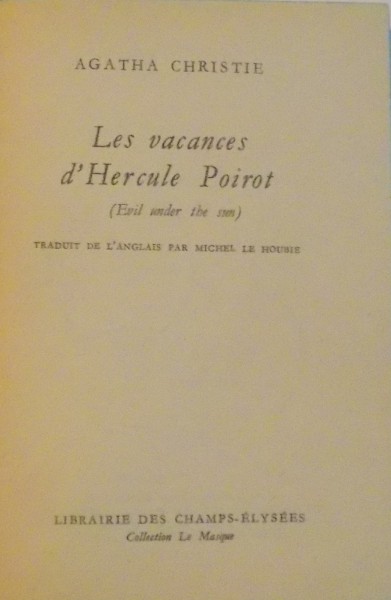 AGATHA CHRISTIE
Les vacances
d'Hercule Poirot
(Evil under the sun)
TRADUIT DE L'ANGLAIS PAR MICHEL LE HOUBIE
LIBRAIRIE DES CHAMPS-ÉLYSÉES
Collection Le Masque